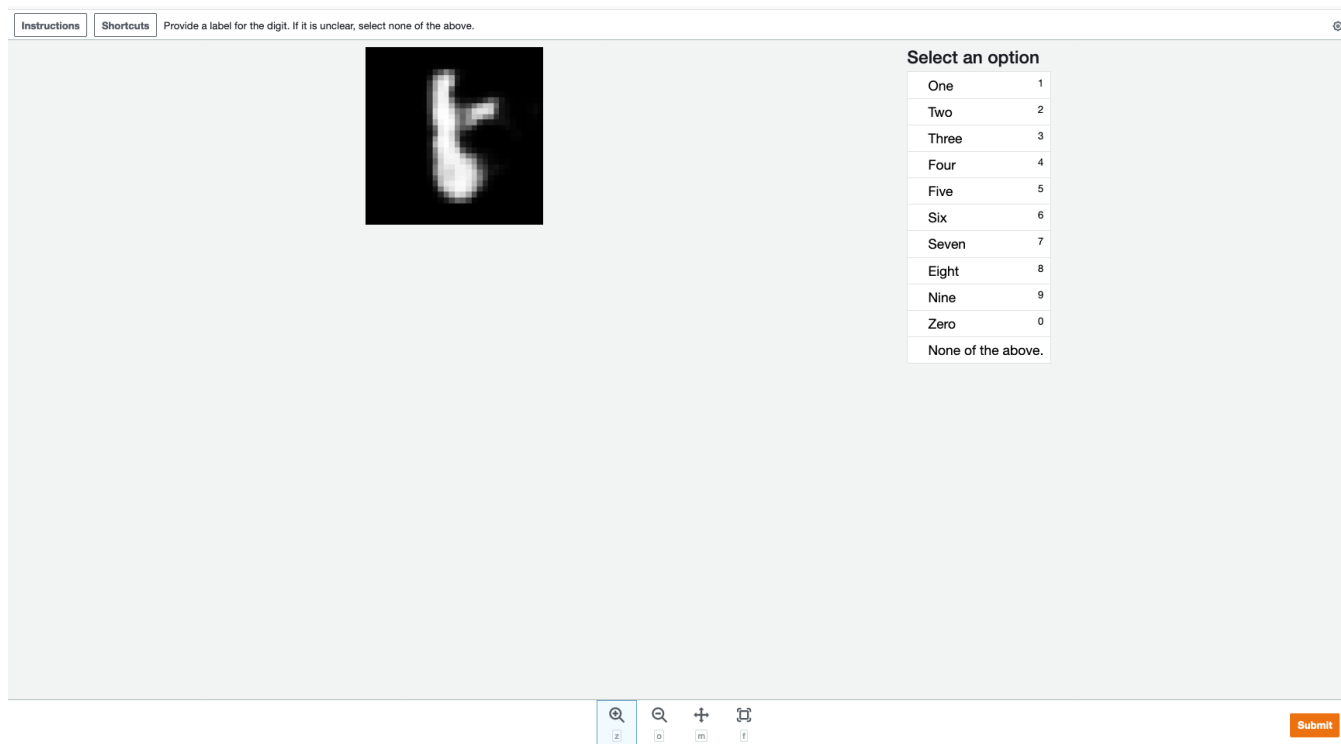 Instructions Shortcuts Provide a label for the digit. If it is unclear, select none of the above.
Select an option
One 1
Two 2
Three 3
Four 4
Five 5
Six 6
Seven 7
Eight 8
Nine 9
Zero 0
None of the above.
z o m f
Submit